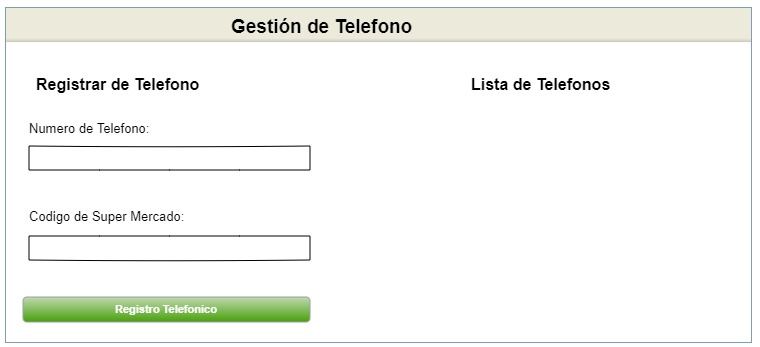 Gestión de Telefono
Registrar de Telefono
Lista de Telefonos
Numero de Telefono:
Codigo de Super Mercado:
Registro Telefonico